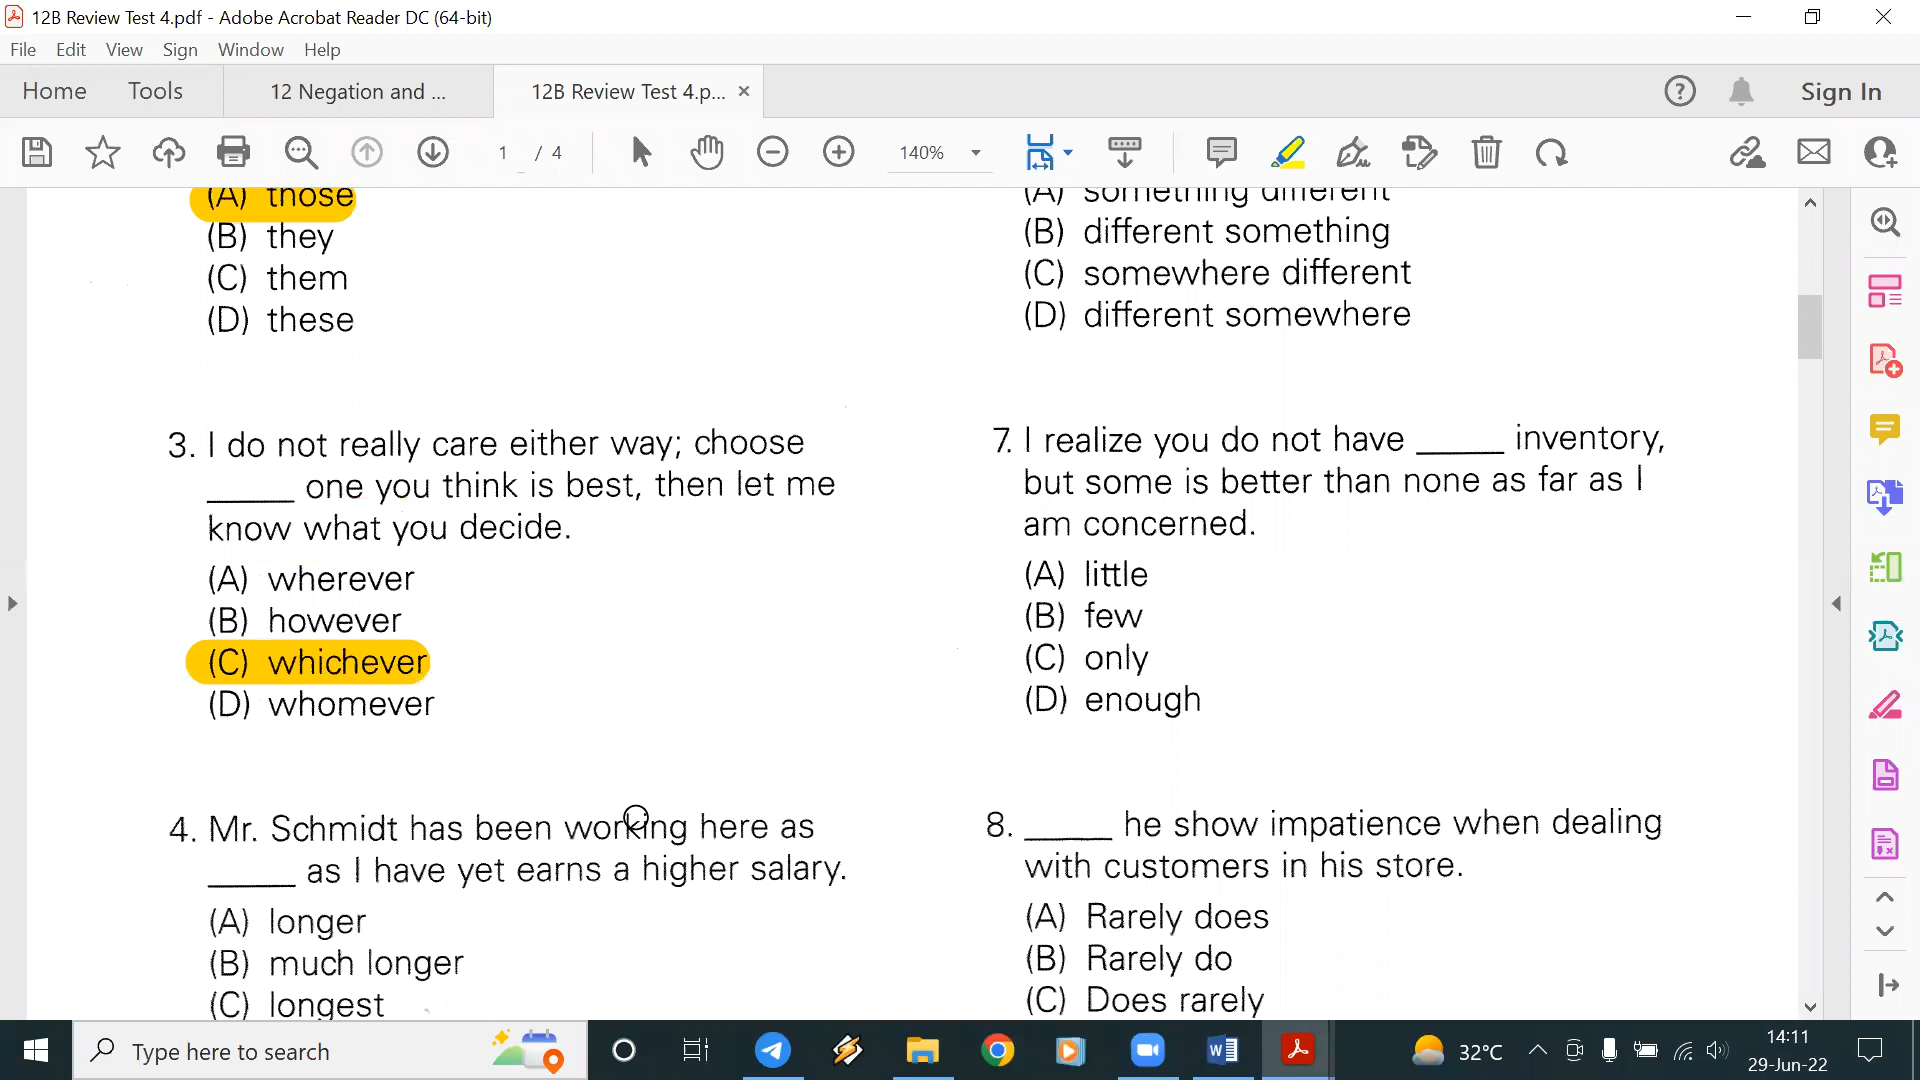 12B Review Test 4.pdf - Adobe Acrobat Reader DC (64-bit)
File Edit View Sign Window Help
Home Tools 12 Negation and ... 12B Review Test 4.p... × Sign In
1 / 4 140%
(A) those
(B) they
(C) them
(D) these
3. I do not really care either way; choose
_____ one you think is best, then let me
know what you decide.
(A) wherever
(B) however
(C) whichever
(D) whomever
4. Mr. Schmidt has been working here as
_____ as I have yet earns a higher salary.
(A) longer
(B) much longer
(C) longest
(A) something different
(B) different something
(C) somewhere different
(D) different somewhere
7. I realize you do not have _____ inventory,
but some is better than none as far as I
am concerned.
(A) little
(B) few
(C) only
(D) enough
8. _____ he show impatience when dealing
with customers in his store.
(A) Rarely does
(B) Rarely do
(C) Does rarely
Type here to search
32°C
14:11
29-Jun-22